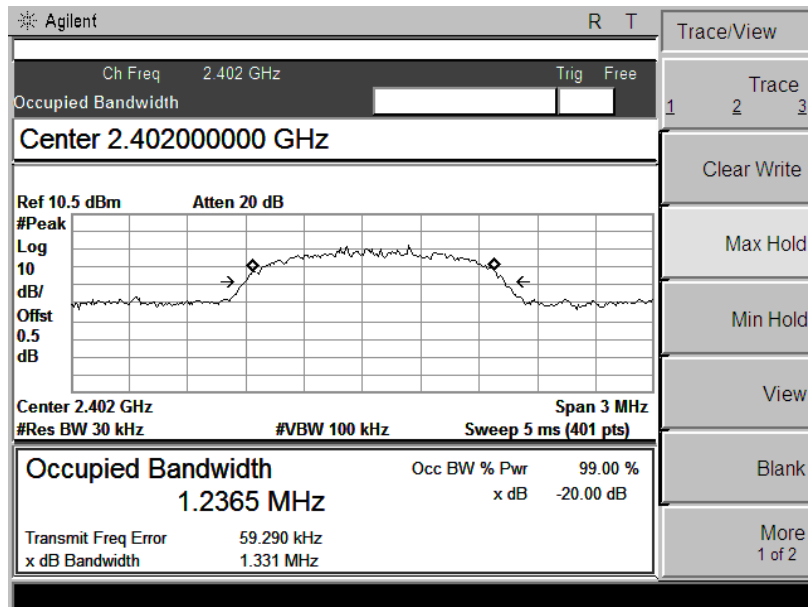 Agilent R T
Trace/View
Ch Freq 2.402 GHz Trig Free
Occupied Bandwidth
Center 2.402000000 GHz
Ref 10.5 dBm Atten 20 dB
#Peak
Log
10
dB/
Offst
0.5
dB
Center 2.402 GHz Span 3 MHz
#Res BW 30 kHz #VBW 100 kHz Sweep 5 ms (401 pts)
Occupied Bandwidth
1.2365 MHz
Occ BW % Pwr 99.00 %
x dB -20.00 dB
Transmit Freq Error 59.290 kHz
x dB Bandwidth 1.331 MHz
Trace
1 2 3
Clear Write
Max Hold
Min Hold
View
Blank
More
1 of 2